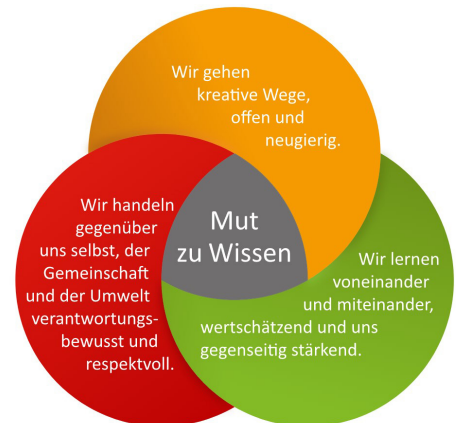 Wir gehen
kreative Wege,
offen und
neugierig.
Wir handeln
gegenüber
uns selbst, der
Gemeinschaft
und der Umwelt
verantwortungs-
bewusst und
respektvoll.
Mut
zu Wissen
Wir lernen
voneinander
und miteinander,
wertschätzend und uns
gegenseitig stärkend.